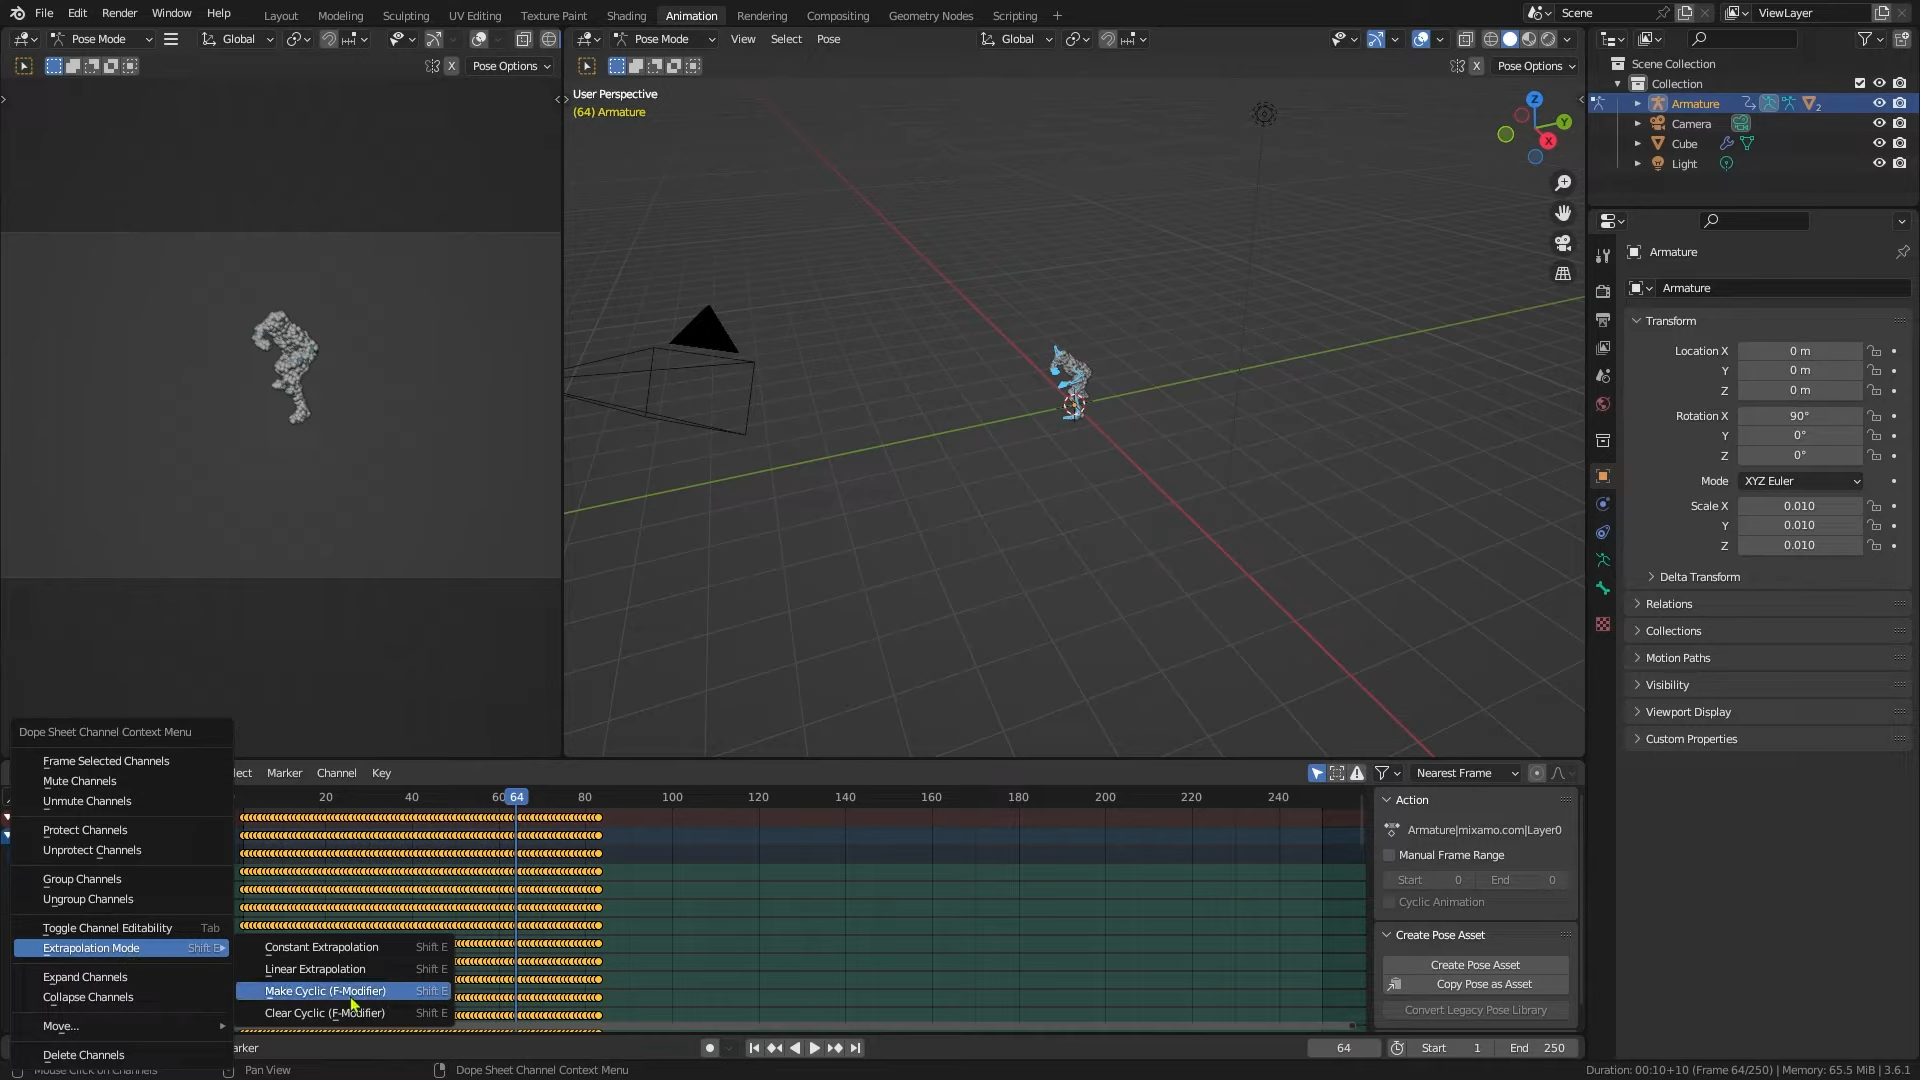 File Edit Render Window Help Layout Modeling Sculpting UV Editing Texture Paint Shading Animation Rendering Compositing Geometry Nodes Scripting + Scene ViewLayer
Pose Mode Global Pose Mode View Select Pose Global
X Pose Options X Pose Options
Scene Collection
Collection
Armature 2
Camera
Cube
Light
User Perspective
(64) Armature
Z
Y
X
Armature
Armature
Transform
Location X 0 m
Y 0 m
Z 0 m
Rotation X 90°
Y 0°
Z 0°
Mode XYZ Euler
Scale X 0.010
Y 0.010
Z 0.010
Delta Transform
Relations
Collections
Motion Paths
Visibility
Viewport Display
Custom Properties
Dope Sheet Channel Context Menu
Frame Selected Channels
Mute Channels
Unmute Channels
Protect Channels
Unprotect Channels
Group Channels
Ungroup Channels
Toggle Channel Editability Tab
Extrapolation Mode Shift E
Expand Channels
Collapse Channels
Move...
Delete Channels
Constant Extrapolation Shift E
Linear Extrapolation Shift E
Make Cyclic (F-Modifier) Shift E
Clear Cyclic (F-Modifier) Shift E
lect Marker Channel Key Nearest Frame
20 40 60 64 80 100 120 140 160 180 200 220 240
Action
Armature|mixamo.com|Layer0
Manual Frame Range
Start 0 End 0
Cyclic Animation
Create Pose Asset
Create Pose Asset
Copy Pose as Asset
Convert Legacy Pose Library
arker 64 Start 1 End 250
Mouse Click on Channels Pan View Dope Sheet Channel Context Menu Duration: 00:10+10 (Frame 64/250) | Memory: 65.5 MiB | 3.6.1